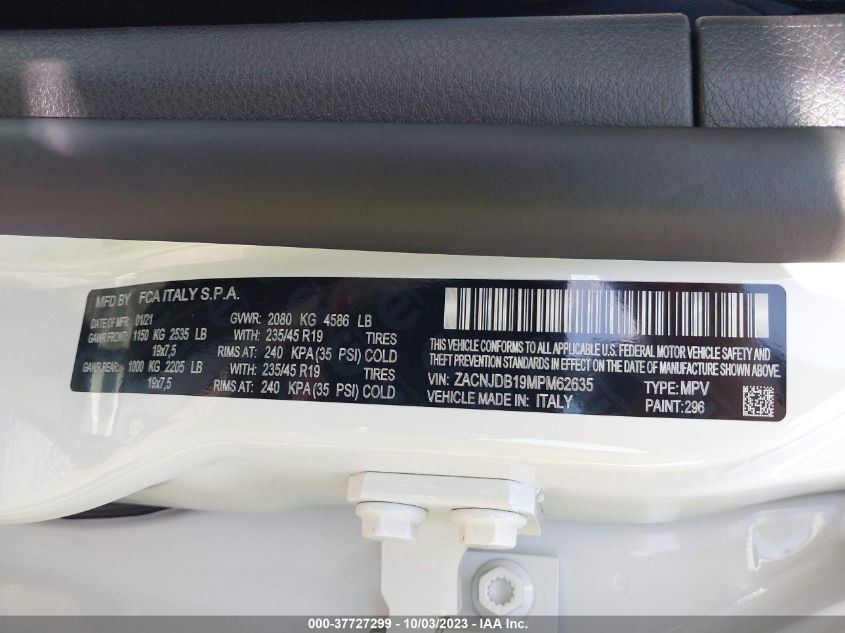 MFD BY FCA ITALY S.P.A.
DATE OF MFR 01/21 GVWR: 2080 KG 4586 LB
GAWR FRONT: 1150 KG 2535 LB WITH: 235/45 R19 TIRES
19x7,5 RIMS AT: 240 KPA (35 PSI) COLD
GAWR REAR: 1000 KG 2205 LB WITH: 235/45 R19 TIRES
19x7,5 RIMS AT: 240 KPA (35 PSI) COLD
THIS VEHICLE CONFORMS TO ALL APPLICABLE U.S. FEDERAL MOTOR VEHICLE SAFETY AND
THEFT PREVENTION STANDARDS IN EFFECT ON THE DATE OF MANUFACTURE SHOWN ABOVE.
VIN: ZACNJDB19MPM62635 TYPE: MPV
VEHICLE MADE IN: ITALY PAINT: 296
000-37727299 - 10/03/2023 - © IAA Inc.